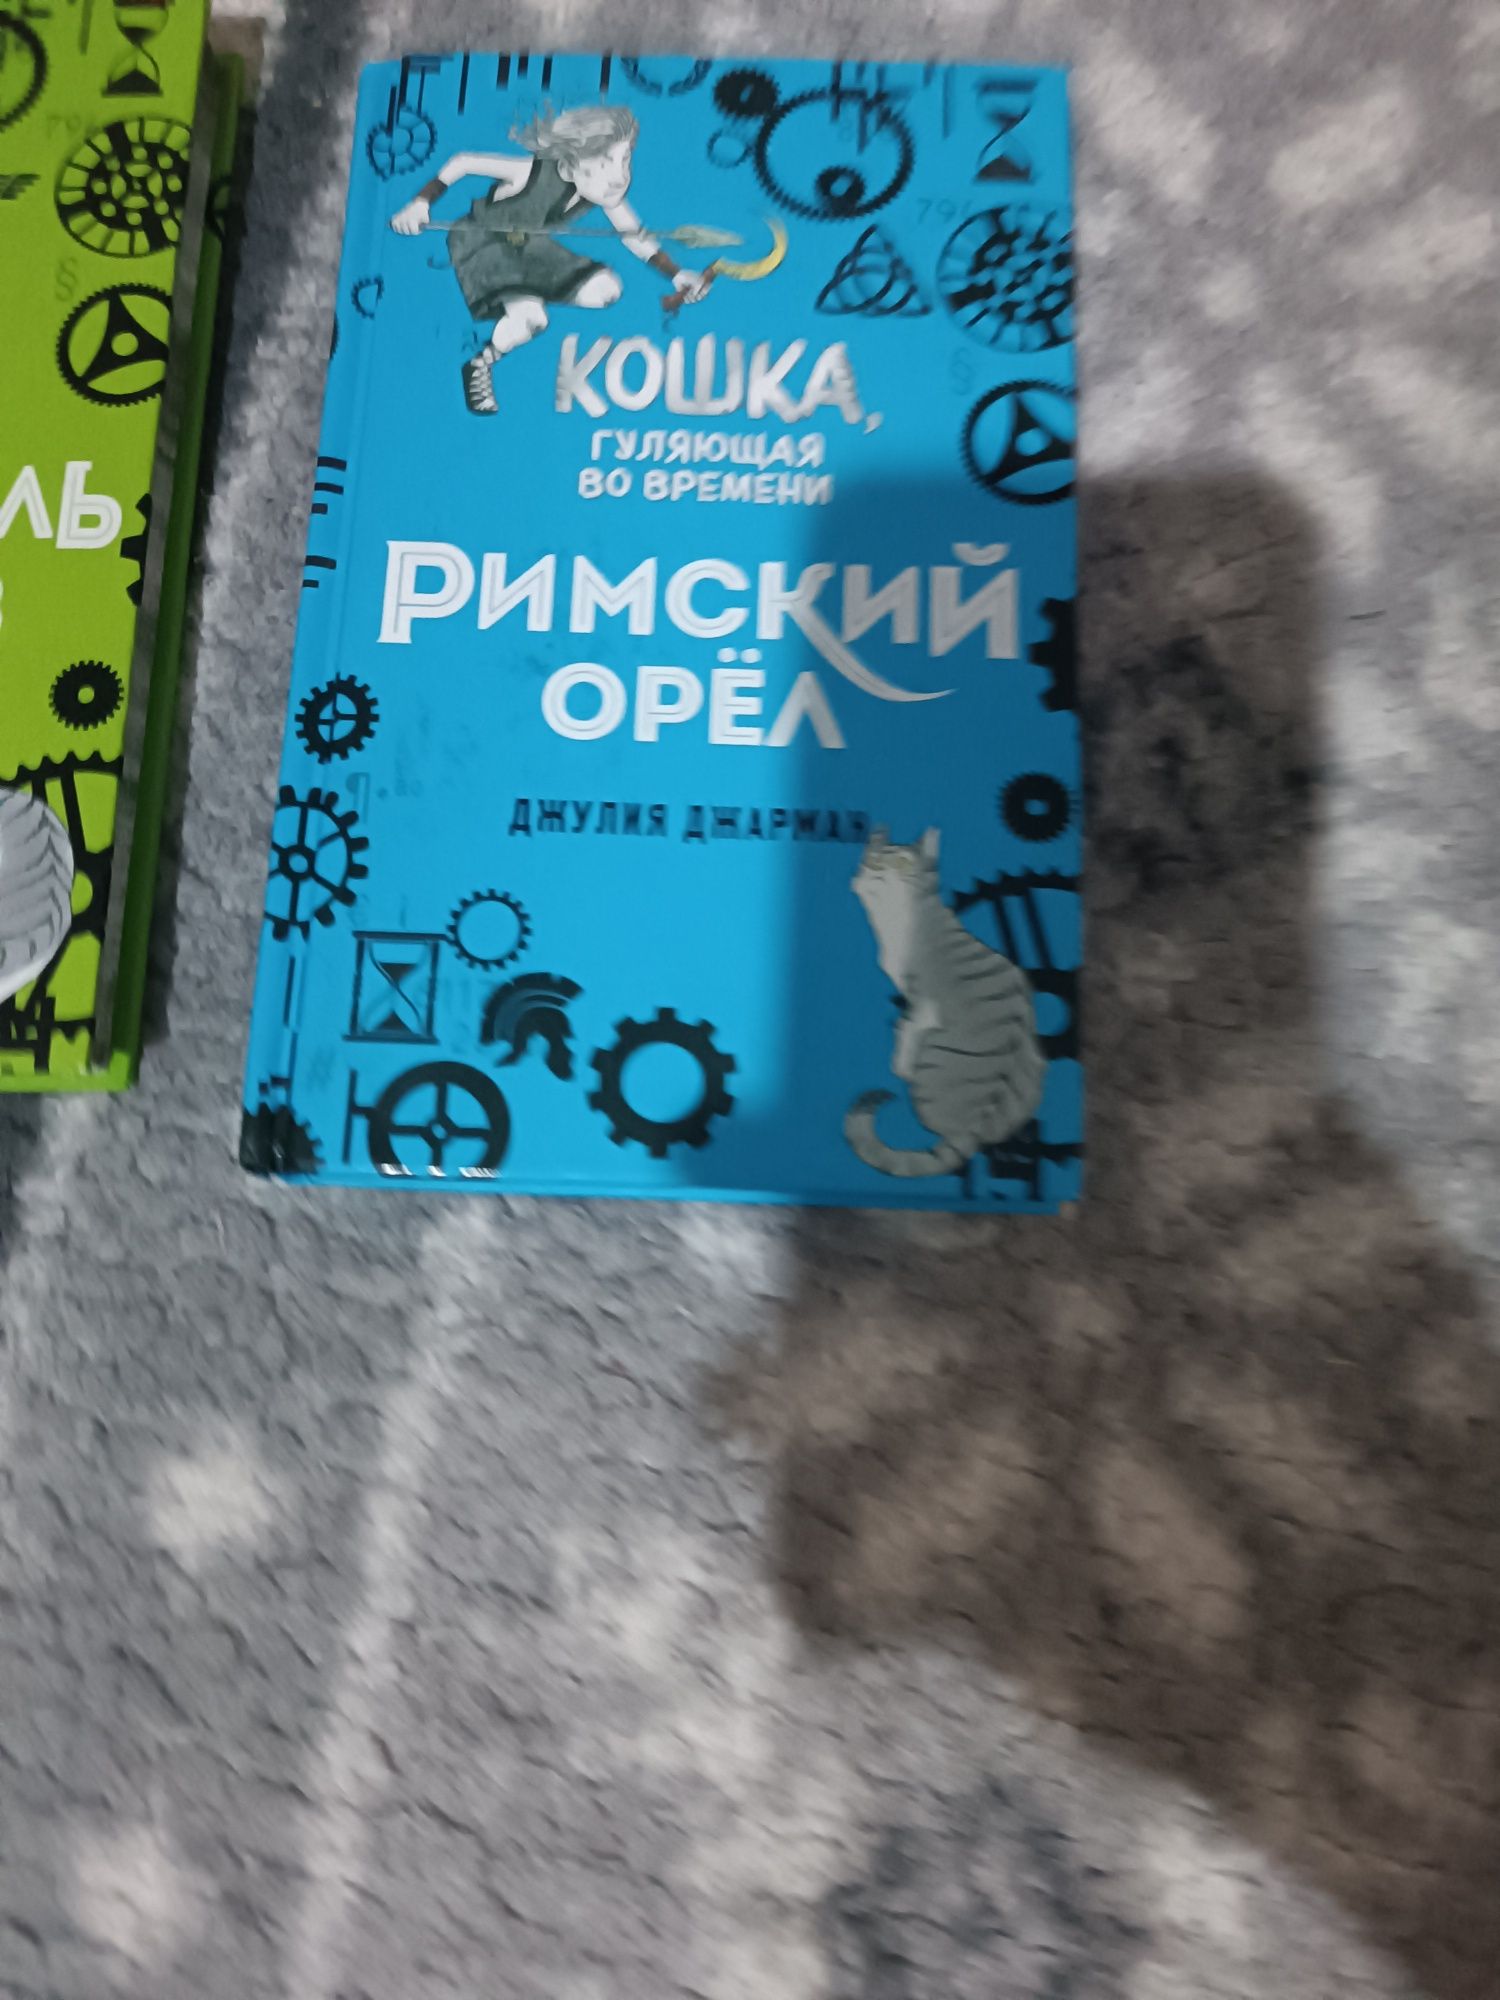 КОШКА,
ГУЛЯЮЩАЯ
ВО ВРЕМЕНИ
РИМСКИЙ
ОРЁЛ
ДЖУЛИЯ ДЖАРМАН